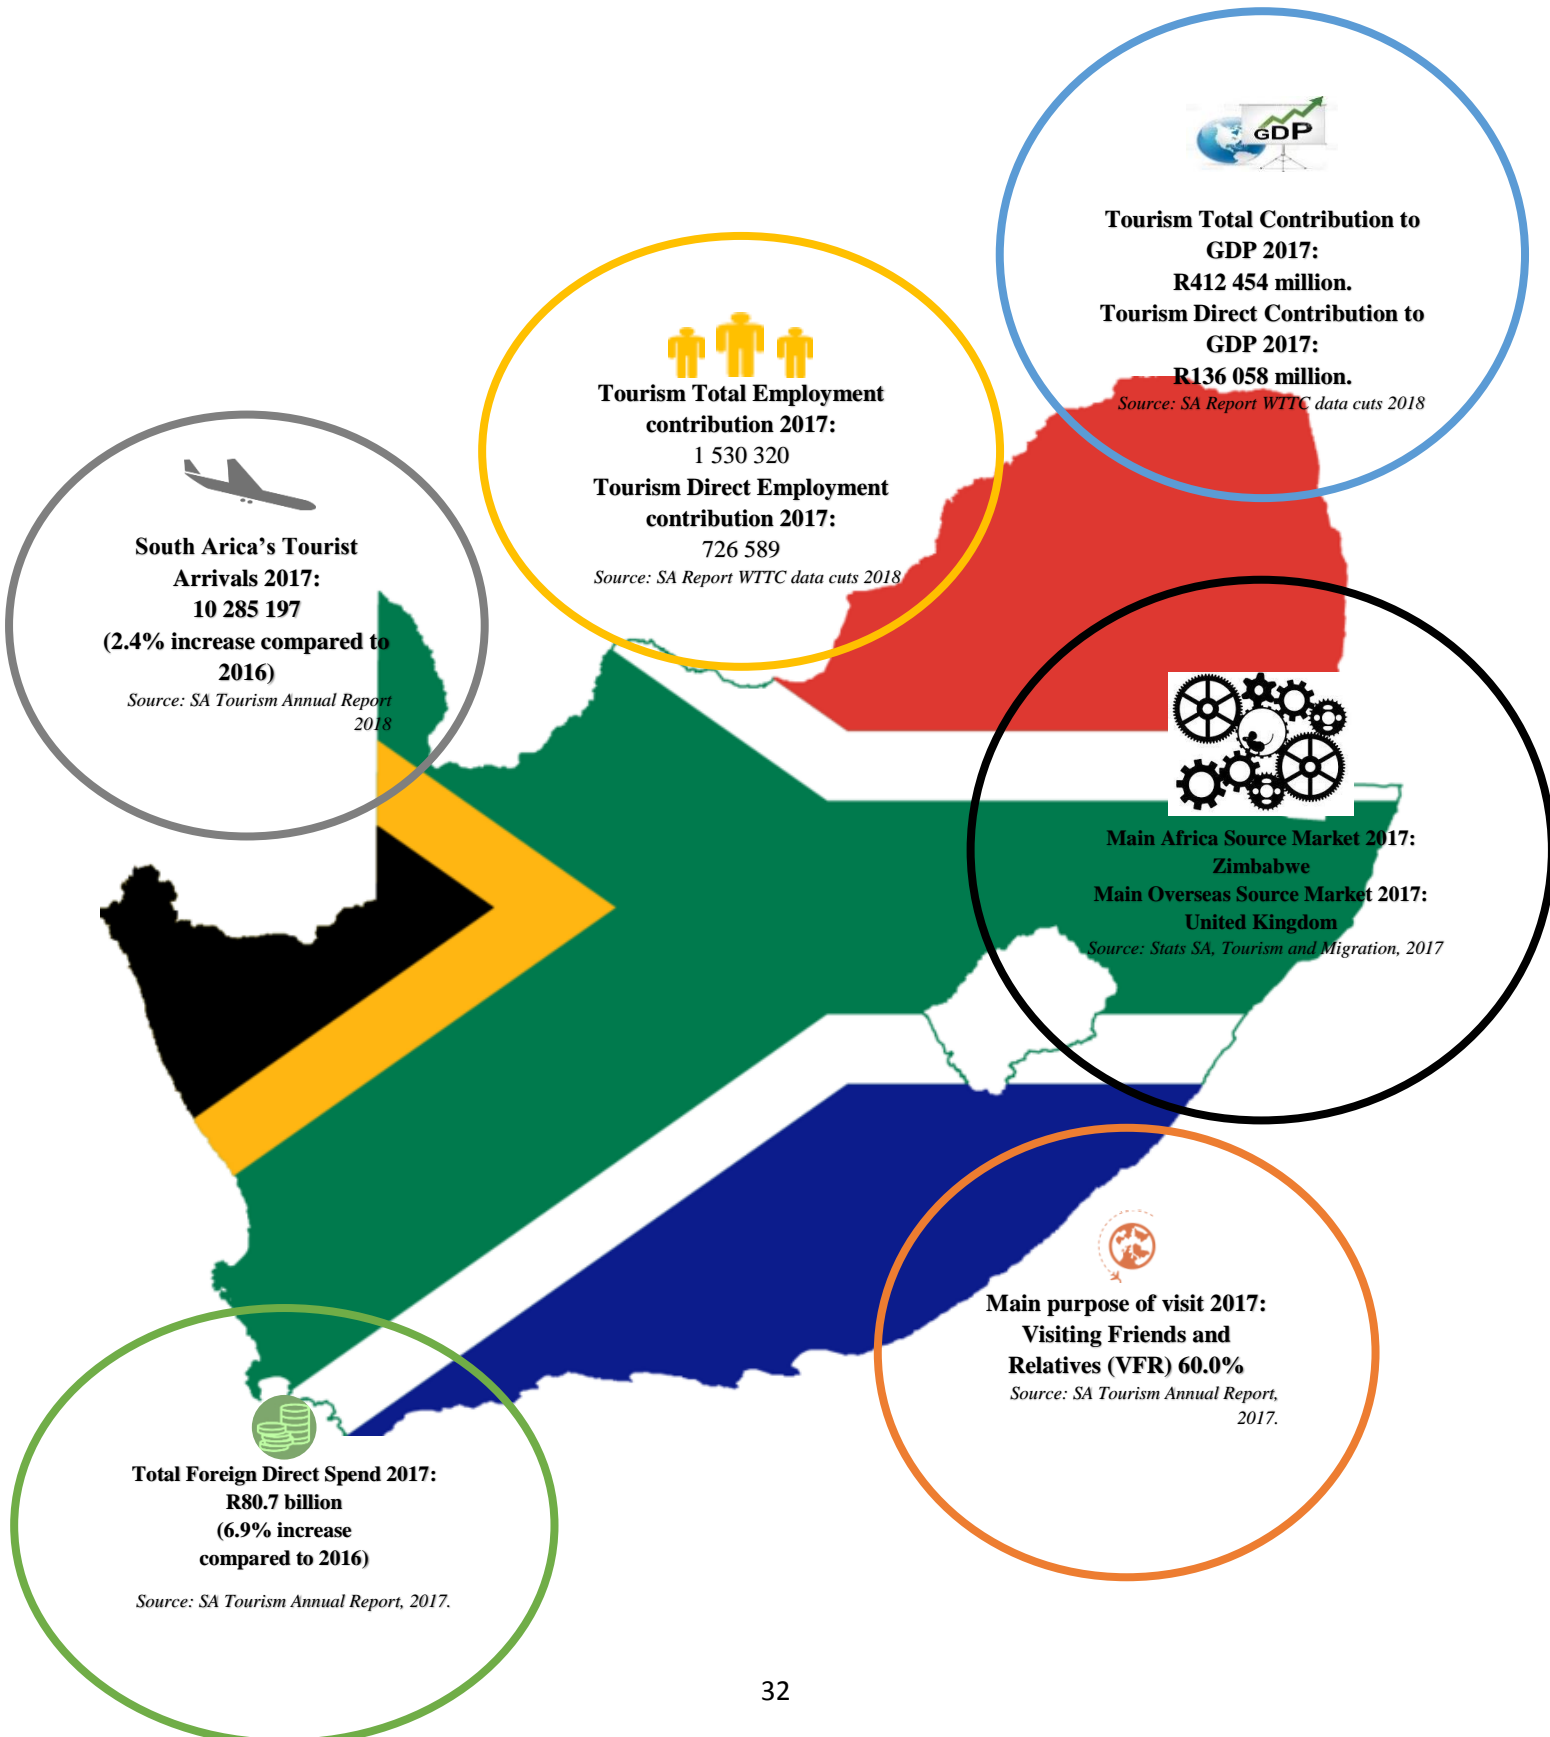 GDP
Tourism Total Contribution to
GDP 2017:
R412 454 million.
Tourism Direct Contribution to
GDP 2017:
R136 058 million.
Source: SA Report WTTC data cuts 2018
Tourism Total Employment
contribution 2017:
1 530 320
Tourism Direct Employment
contribution 2017:
726 589
Source: SA Report WTTC data cuts 2018
South Arica’s Tourist
Arrivals 2017:
10 285 197
(2.4% increase compared to
2016)
Source: SA Tourism Annual Report
2018
Main Africa Source Market 2017:
Zimbabwe
Main Overseas Source Market 2017:
United Kingdom
Source: Stats SA, Tourism and Migration, 2017
Main purpose of visit 2017:
Visiting Friends and
Relatives (VFR) 60.0%
Source: SA Tourism Annual Report,
2017.
Total Foreign Direct Spend 2017:
R80.7 billion
(6.9% increase
compared to 2016)
Source: SA Tourism Annual Report, 2017.
32